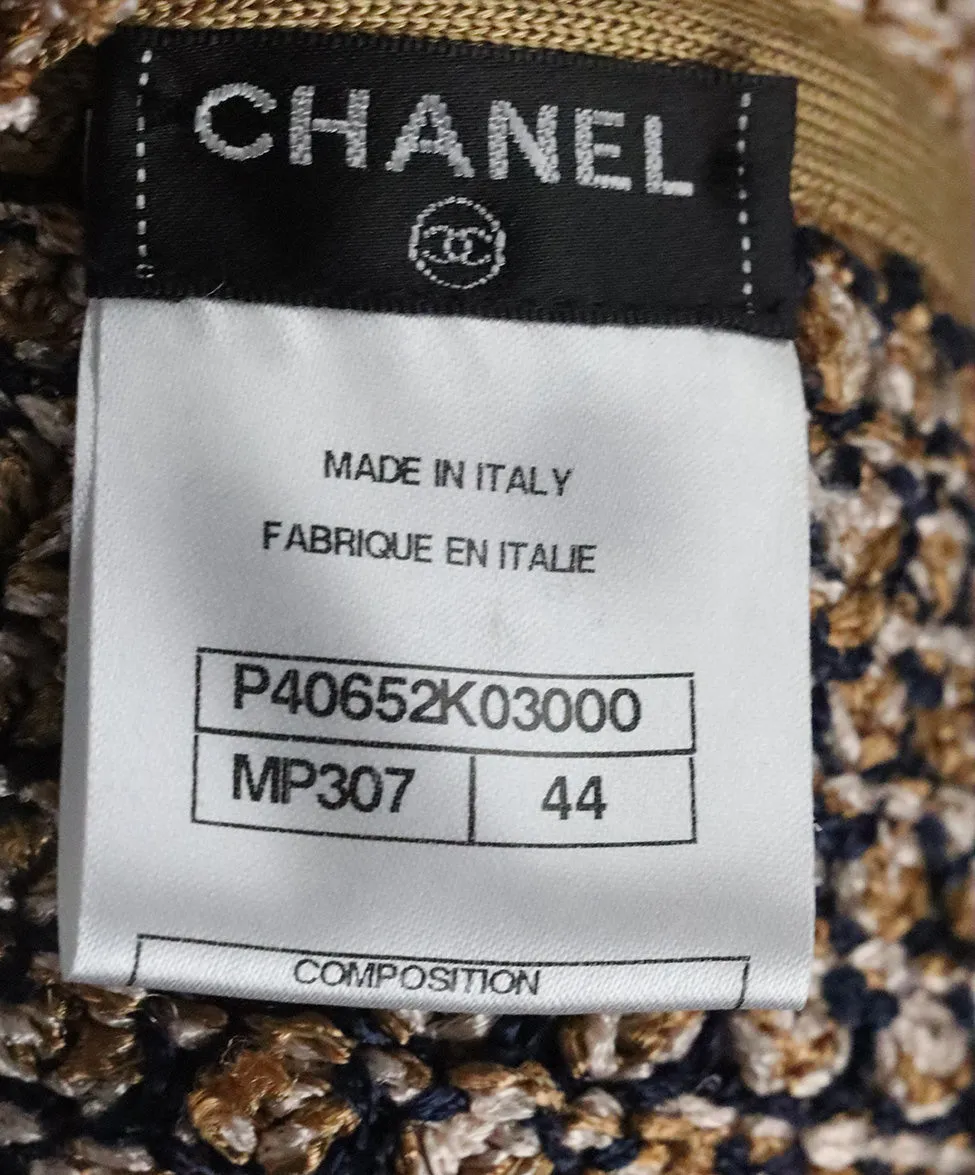 CHANEL
MADE IN ITALY
FABRIQUE EN ITALIE
P40652K03000
MP307 44
COMPOSITION